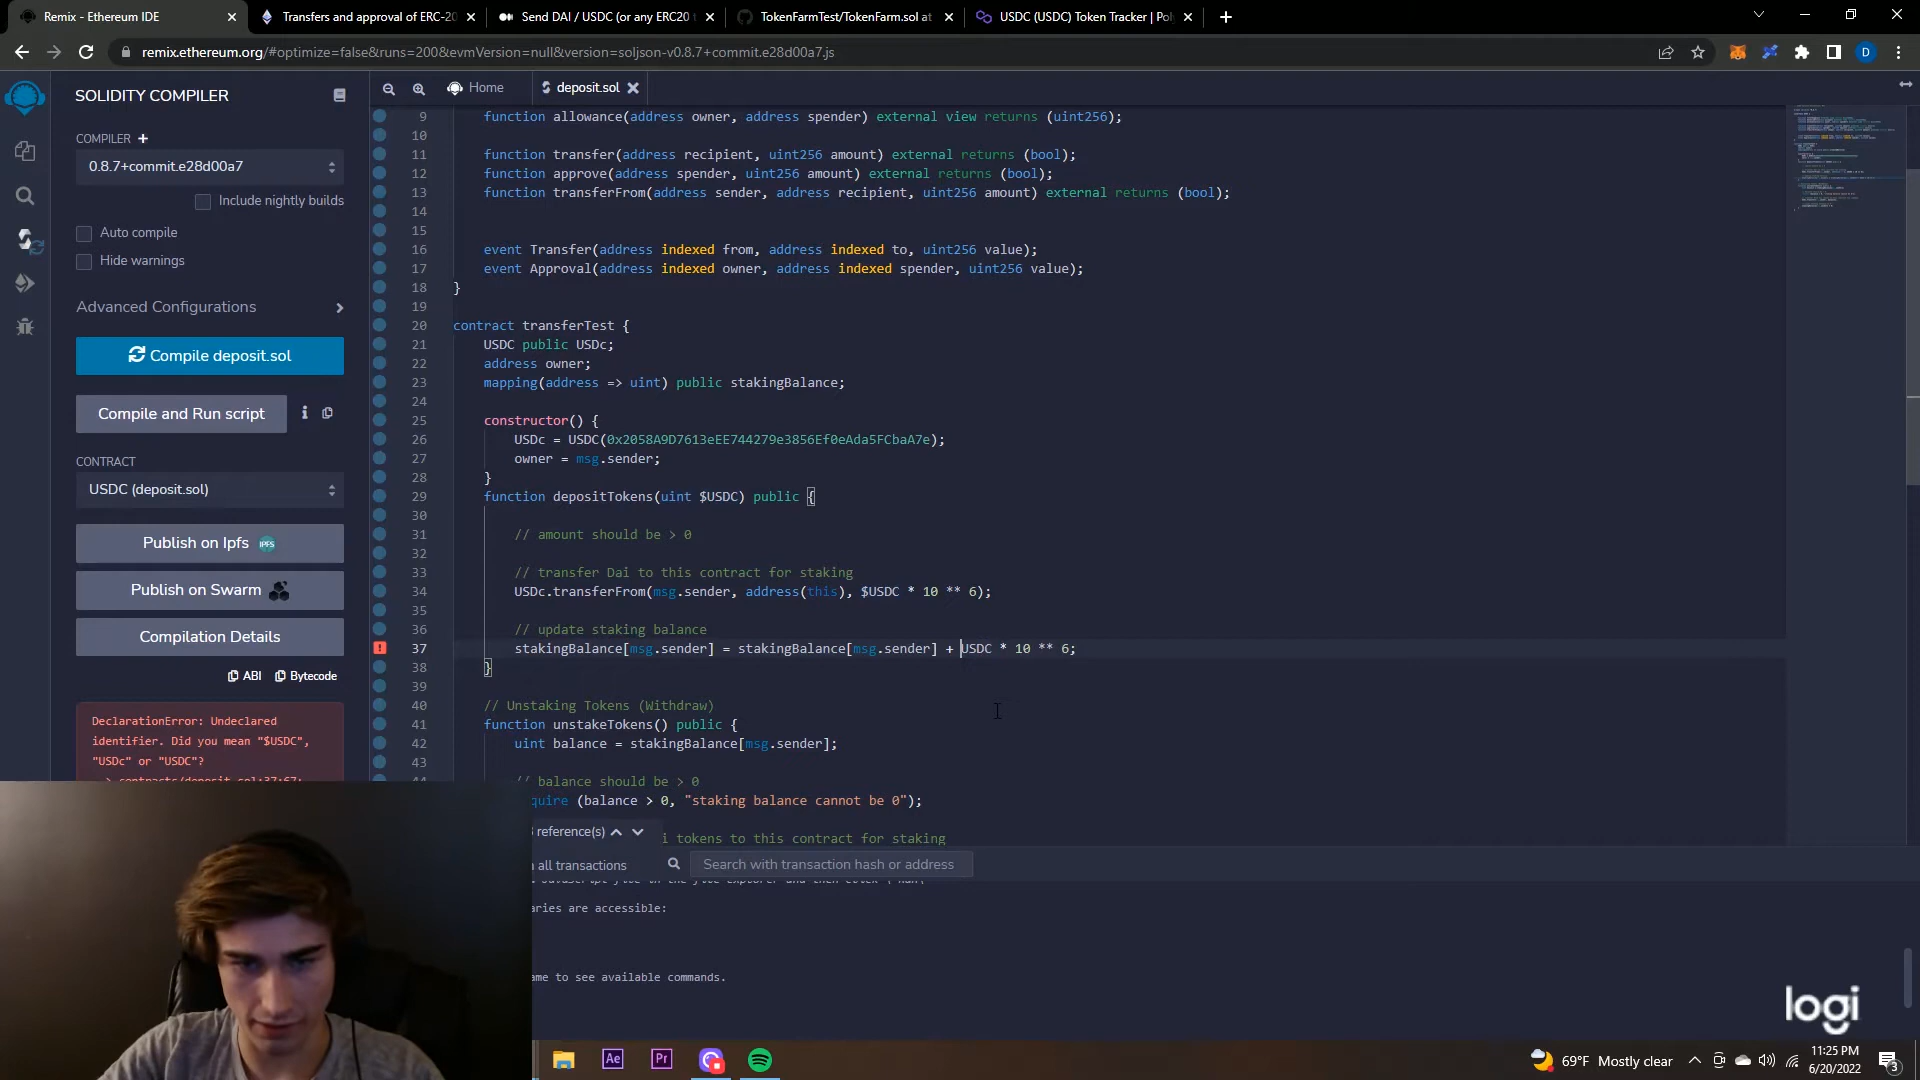 Remix - Ethereum IDE
Transfers and approval of ERC-20
Send DAI / USDC (or any ERC20
TokenFarmTest/TokenFarm.sol at
USDC (USDC) Token Tracker | Pol
remix.ethereum.org/#optimize=false&runs=200&evmVersion=null&version=soljson-v0.8.7+commit.e28d00a7.js
D
SOLIDITY COMPILER
COMPILER +
0.8.7+commit.e28d00a7
Include nightly builds
Auto compile
Hide warnings
Advanced Configurations
Compile deposit.sol
Compile and Run script
CONTRACT
USDC (deposit.sol)
Publish on Ipfs
IPFS
Publish on Swarm
Compilation Details
ABI
Bytecode
DeclarationError: Undeclared
identifier. Did you mean "$USDC",
"USDc" or "USDC"?
--> contracts/deposit.sol:37:67:
Home
deposit.sol
9 function allowance(address owner, address spender) external view returns (uint256);
10
11 function transfer(address recipient, uint256 amount) external returns (bool);
12 function approve(address spender, uint256 amount) external returns (bool);
13 function transferFrom(address sender, address recipient, uint256 amount) external returns (bool);
14
15
16 event Transfer(address indexed from, address indexed to, uint256 value);
17 event Approval(address indexed owner, address indexed spender, uint256 value);
18 }
19
20 contract transferTest {
21 USDC public USDc;
22 address owner;
23 mapping(address => uint) public stakingBalance;
24
25 constructor() {
26 USDc = USDC(0x2058A9D7613eEE744279e3856Ef0eAda5FCbaA7e);
27 owner = msg.sender;
28 }
29 function depositTokens(uint $USDC) public {
30
31 // amount should be > 0
32
33 // transfer Dai to this contract for staking
34 USDc.transferFrom(msg.sender, address(this), $USDC * 10 ** 6);
35
36 // update staking balance
37 stakingBalance[msg.sender] = stakingBalance[msg.sender] + USDC * 10 ** 6;
38 }
39
40 // Unstaking Tokens (Withdraw)
41 function unstakeTokens() public {
42 uint balance = stakingBalance[msg.sender];
43
44 // balance should be > 0
quire (balance > 0, "staking balance cannot be 0");
reference(s)
i tokens to this contract for staking
all transactions
Search with transaction hash or address
aries are accessible:
ame to see available commands.
logi
Ae
Pr
69°F Mostly clear
11:25 PM
6/20/2022
3